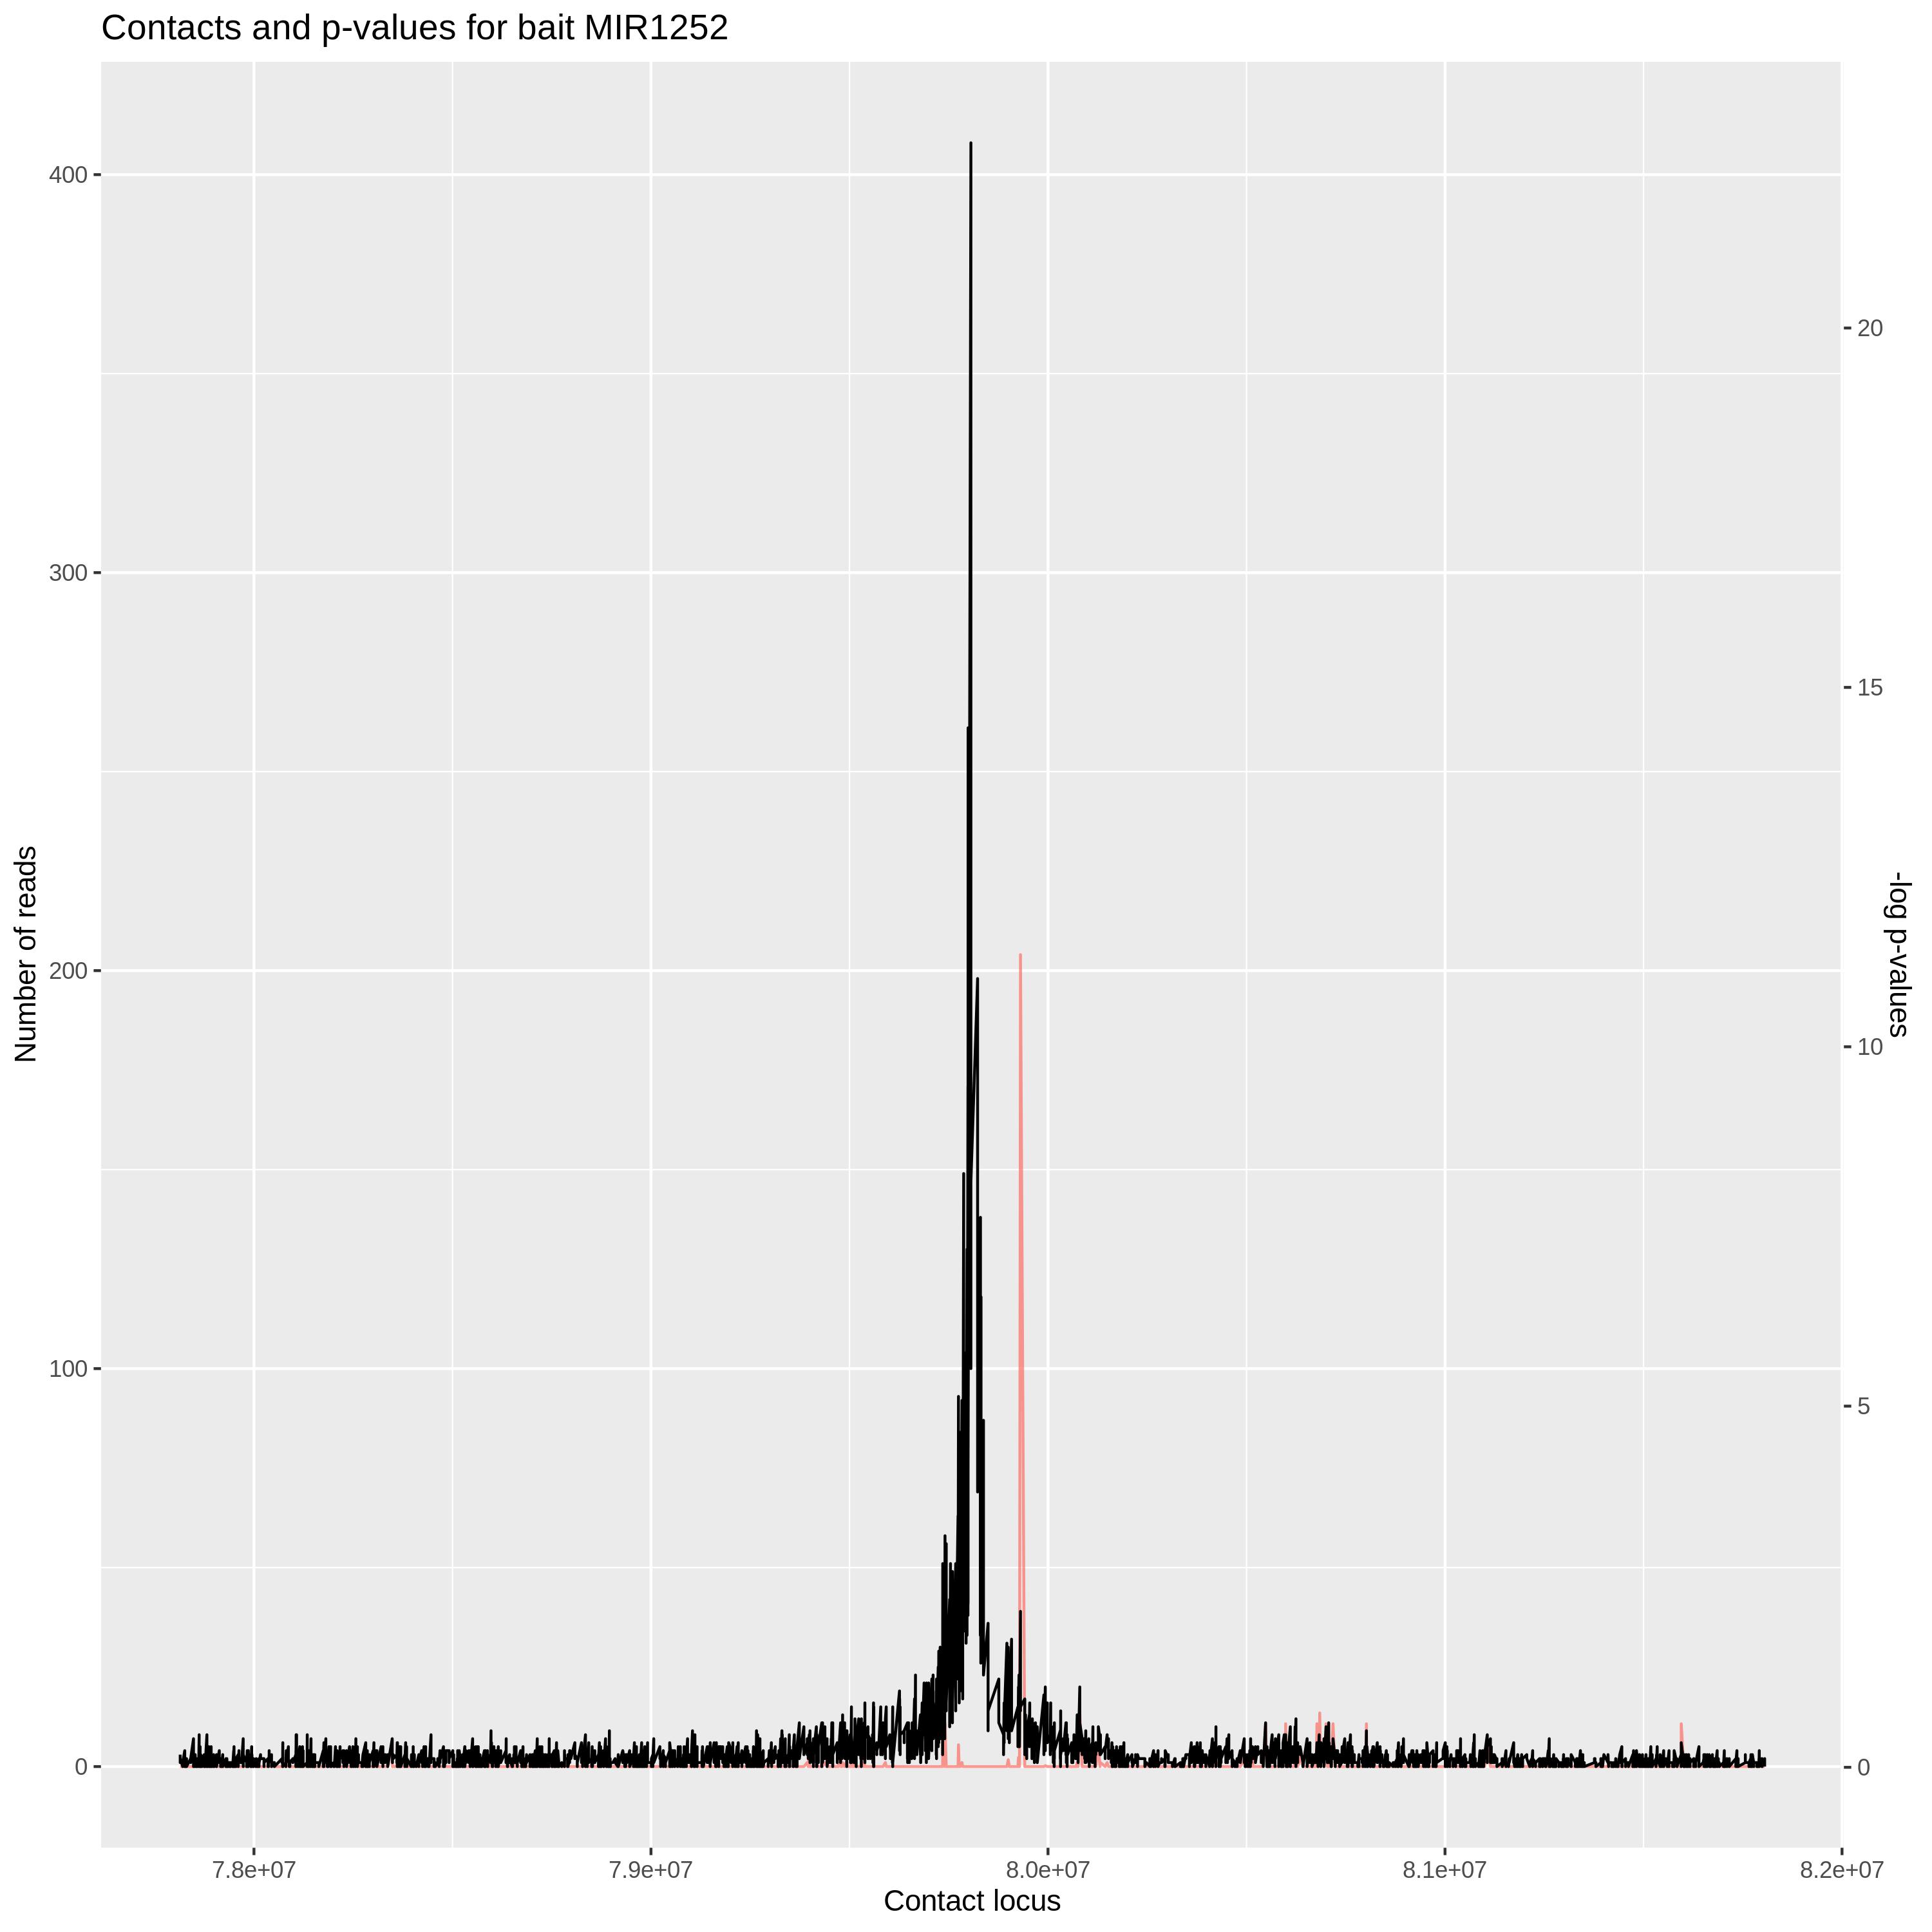 Contacts and p-values for bait MIR1252
400
300
200
100
0
Number of reads
20
15
10
5
0
-log p-values
7.8e+07 7.9e+07 8.0e+07 8.1e+07 8.2e+07
Contact locus